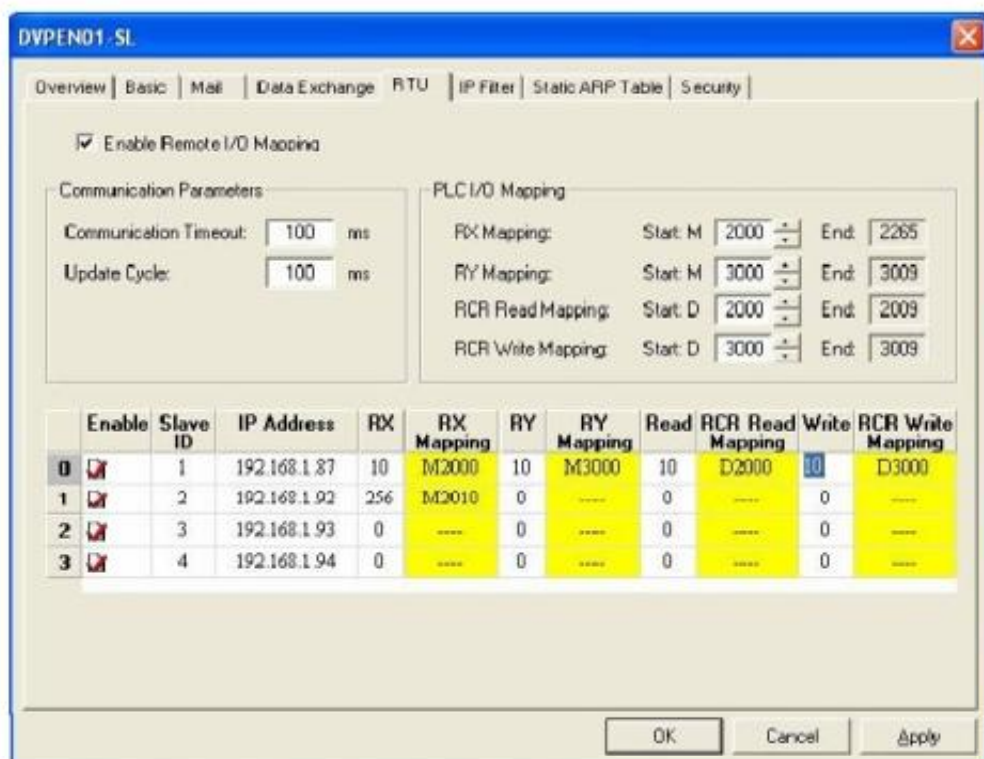 DVPEN01-SL
Overview Basic Mail Data Exchange RTU IP Filter Static ARP Table Security
Enable Remote I/O Mapping
Communication Parameters
Communication Timeout: 100 ms
Update Cycle: 100 ms
PLC I/O Mapping
RX Mapping: Start: M 2000 End: 2265
RY Mapping: Start: M 3000 End: 3009
RCR Read Mapping: Start: D 2000 End: 2009
RCR Write Mapping: Start: D 3000 End: 3009
Enable Slave ID IP Address RX RX Mapping RY RY Mapping Read RCR Read Mapping Write RCR Write Mapping
0 1 192.168.1.87 10 M2000 10 M3000 10 D2000 10 D3000
1 2 192.168.1.92 256 M2010 0 ---- 0 ---- 0 ----
2 3 192.168.1.93 0 ---- 0 ---- 0 ---- 0 ----
3 4 192.168.1.94 0 ---- 0 ---- 0 ---- 0 ----
OK Cancel Apply